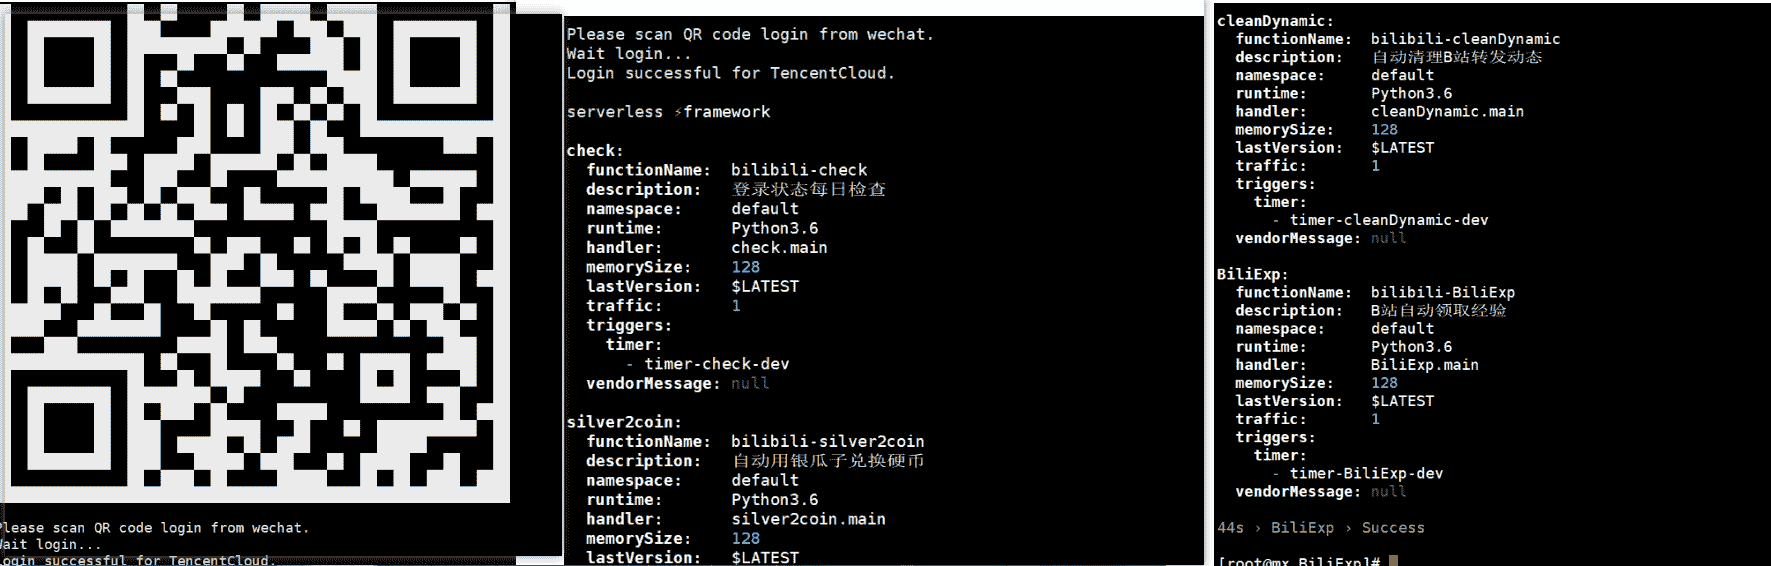 Please scan QR code login from wechat.
Wait login...
Login successful for TencentCloud.
Please scan QR code login from wechat.
Wait login...
Login successful for TencentCloud.
serverless ⚡framework
check:
functionName: bilibili-check
description: 登录状态每日检查
namespace: default
runtime: Python3.6
handler: check.main
memorySize: 128
lastVersion: $LATEST
traffic: 1
triggers:
timer:
- timer-check-dev
vendorMessage: null
silver2coin:
functionName: bilibili-silver2coin
description: 自动用银瓜子兑换硬币
namespace: default
runtime: Python3.6
handler: silver2coin.main
memorySize: 128
lastVersion: $LATEST
cleanDynamic:
functionName: bilibili-cleanDynamic
description: 自动清理B站转发动态
namespace: default
runtime: Python3.6
handler: cleanDynamic.main
memorySize: 128
lastVersion: $LATEST
traffic: 1
triggers:
timer:
- timer-cleanDynamic-dev
vendorMessage: null
BiliExp:
functionName: bilibili-BiliExp
description: B站自动领取经验
namespace: default
runtime: Python3.6
handler: BiliExp.main
memorySize: 128
lastVersion: $LATEST
traffic: 1
triggers:
timer:
- timer-BiliExp-dev
vendorMessage: null
44s › BiliExp › Success
[root@mx BiliExp]#